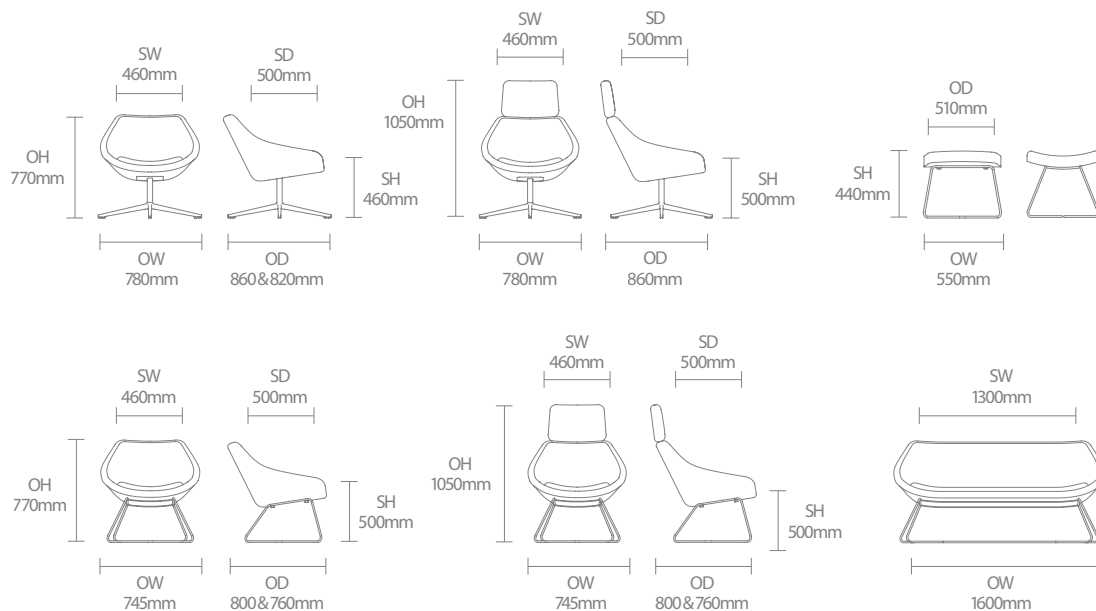 SW
460mm
SD
500mm
OH
770mm
SH
460mm
OW
780mm
OD
860&820mm
SW
460mm
SD
500mm
OH
1050mm
SH
500mm
OW
780mm
OD
860mm
OD
510mm
SH
440mm
OW
550mm
SW
460mm
SD
500mm
OH
770mm
SH
500mm
OW
745mm
OD
800&760mm
SW
460mm
SD
500mm
OH
1050mm
SH
500mm
OW
745mm
OD
800&760mm
SW
1300mm
OW
1600mm